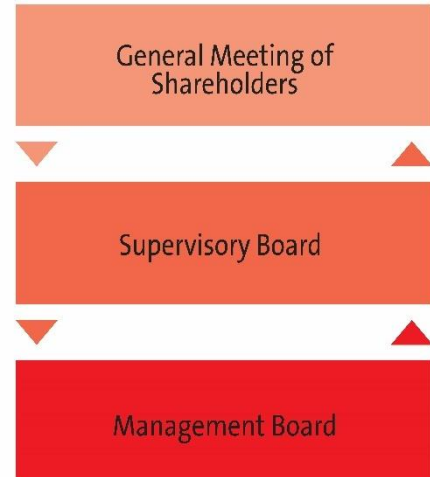 General Meeting of
Shareholders
Supervisory Board
Management Board